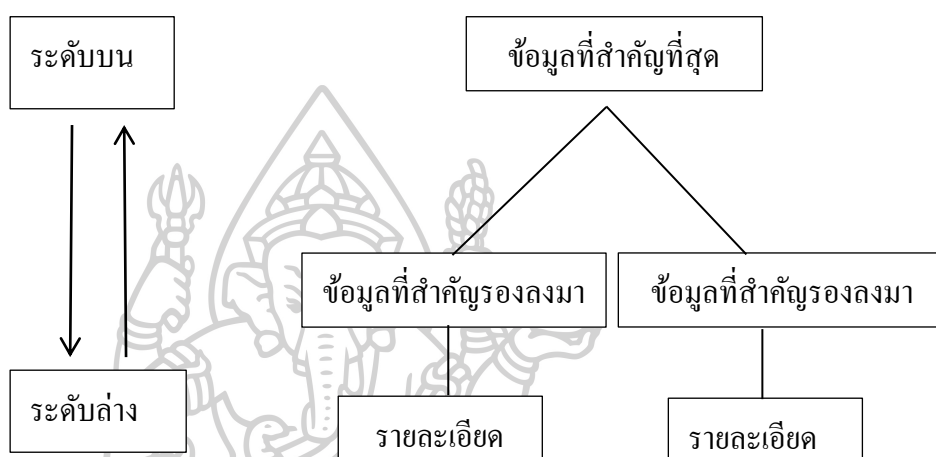 ระดับบน
ข้อมูลที่สำคัญที่สุด
ข้อมูลที่สำคัญรองลงมา
ข้อมูลที่สำคัญรองลงมา
ระดับล่าง
รายละเอียด
รายละเอียด